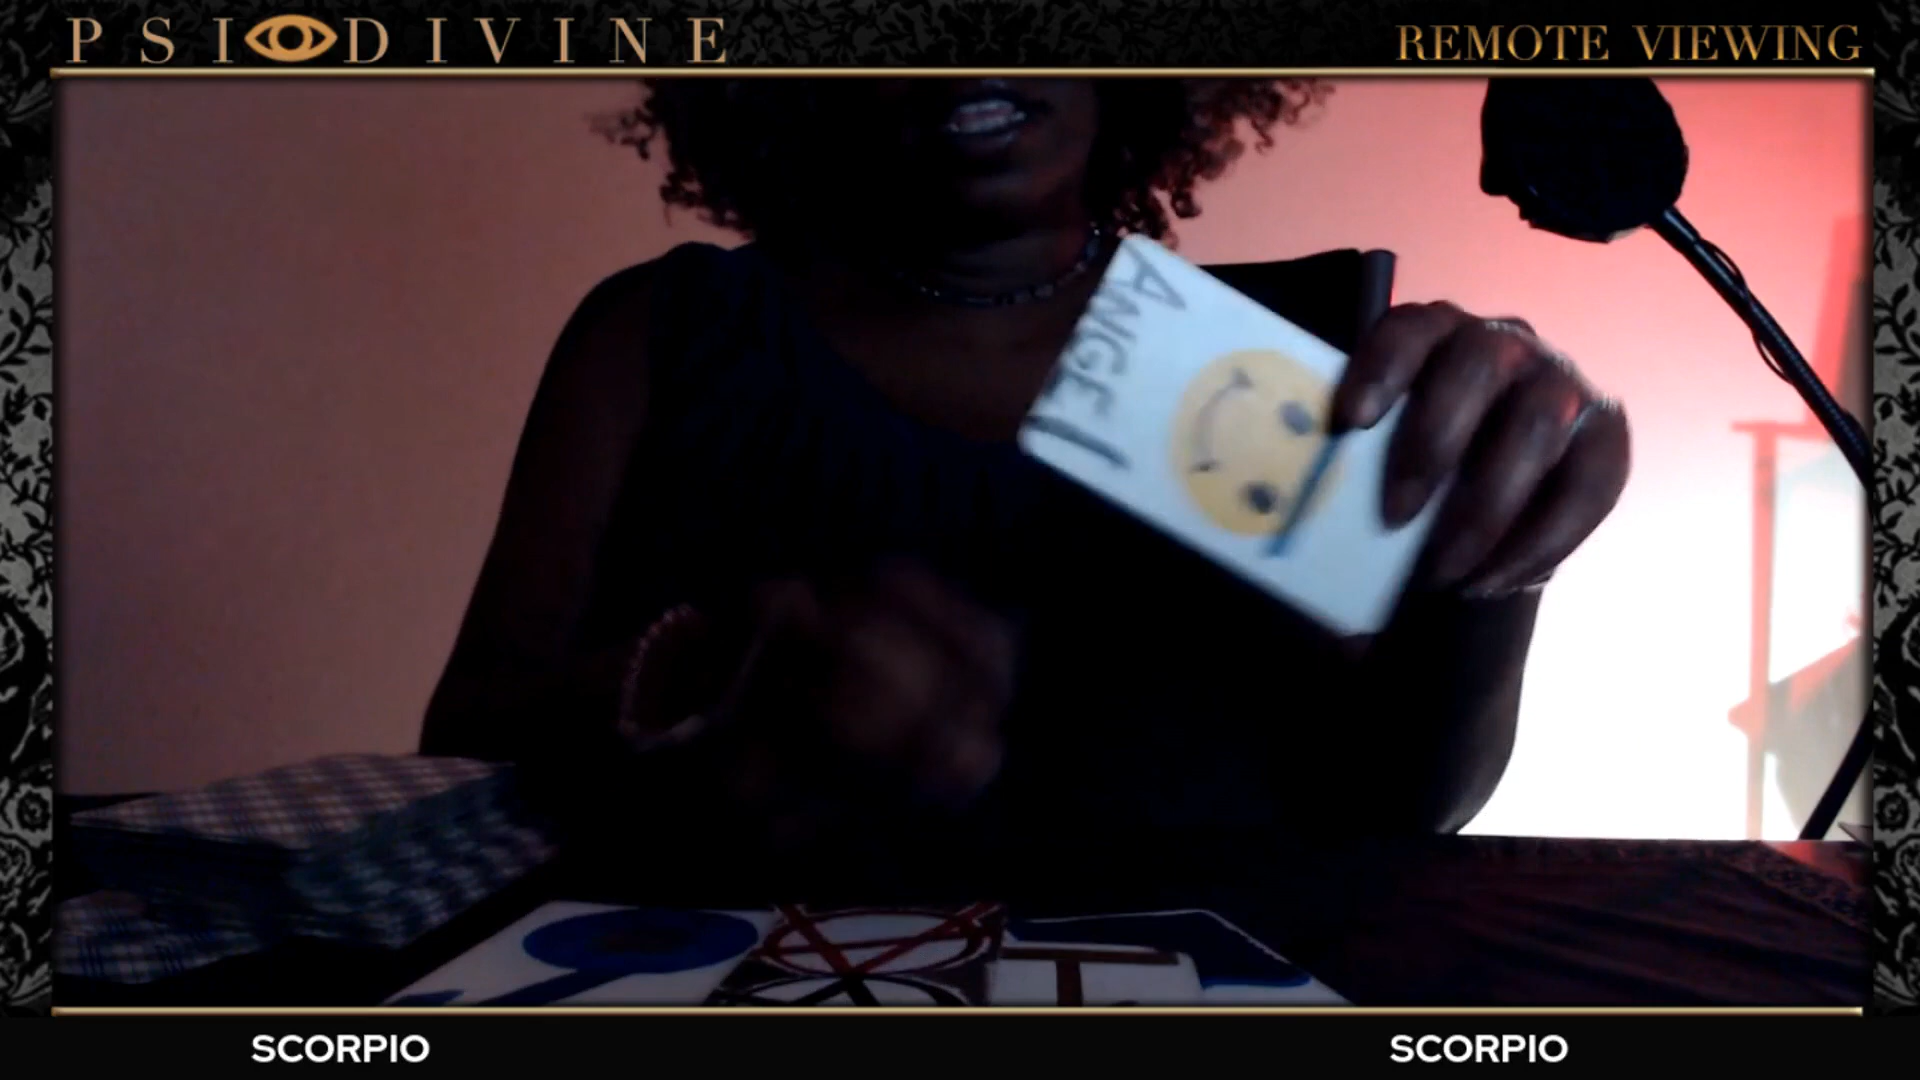 PSI DIVINE
REMOTE VIEWING
ANGEL
SCORPIO
SCORPIO